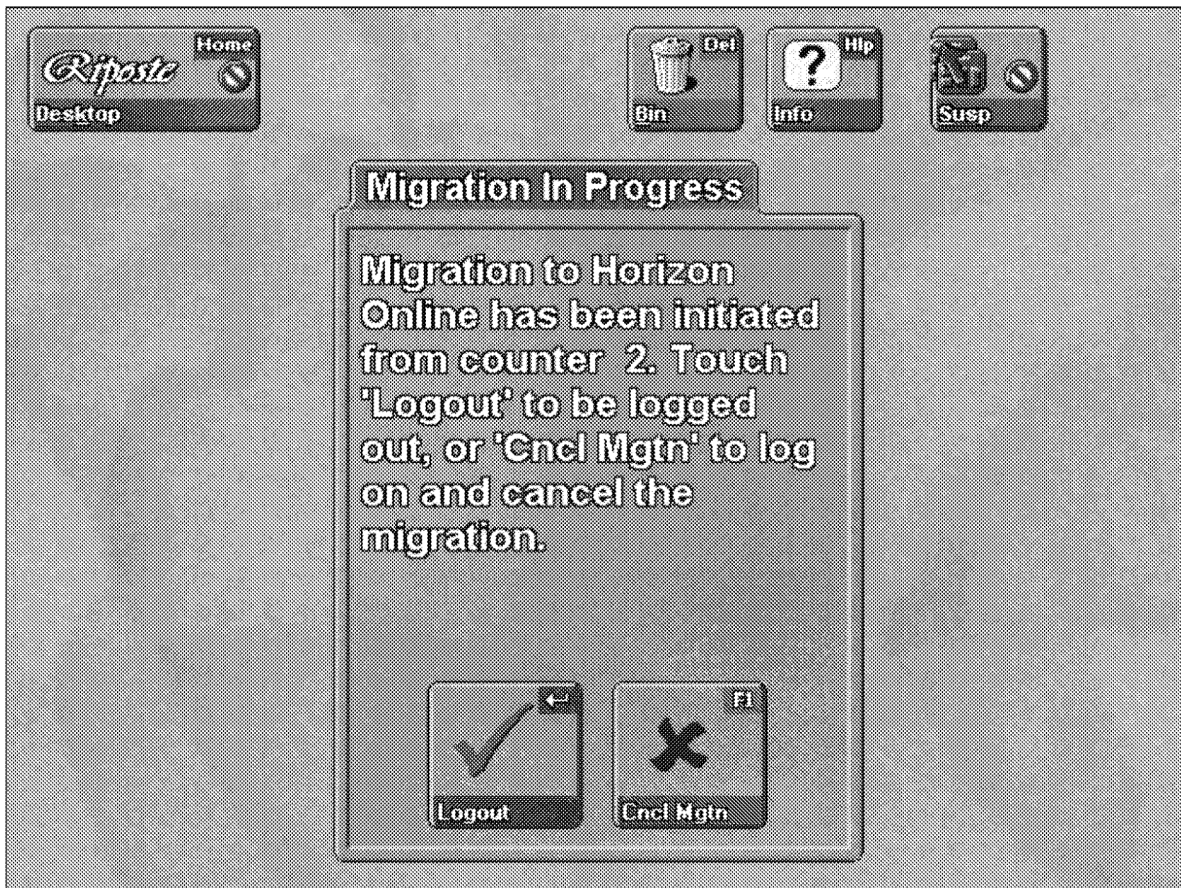 Riposte
Home
Desktop
Del
Bin
?
Hlp
Info
Susp
Migration In Progress
Migration to Horizon
Online has been initiated
from counter  2. Touch
'Logout' to be logged
out, or 'Cncl Mgtn' to log
on and cancel the
migration.
Logout
F1
Cncl Mgtn